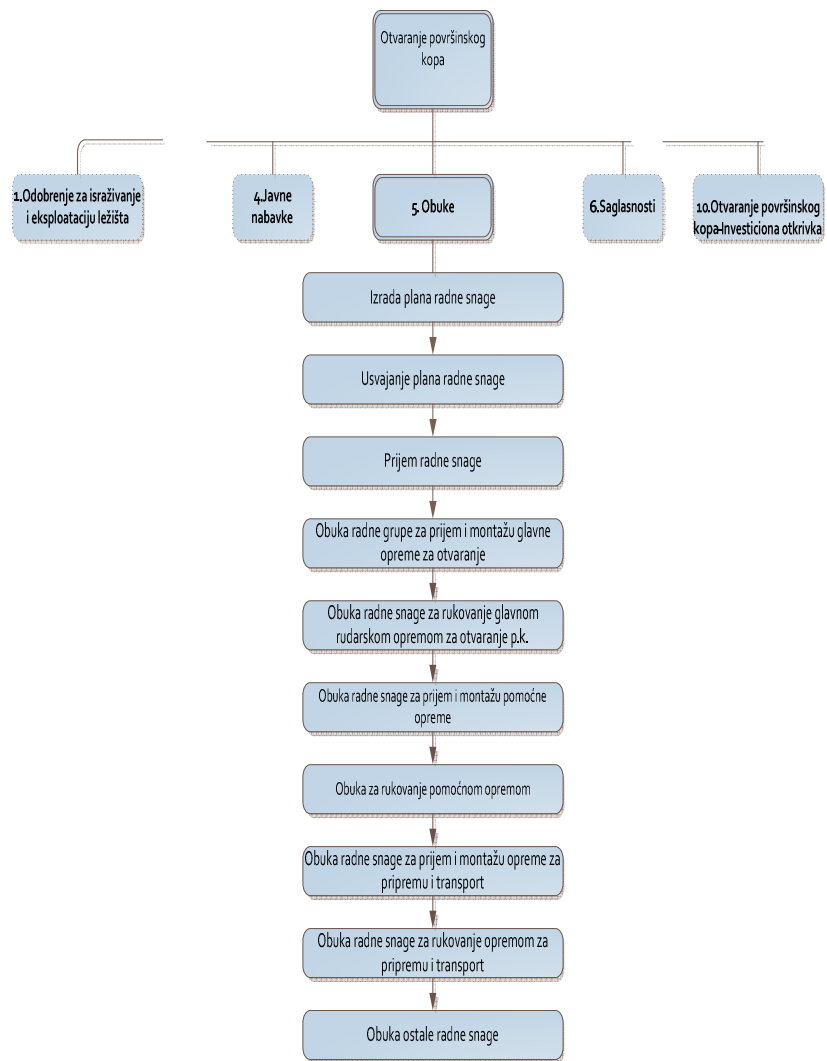 Otvaranje površinskog
kopa
1.Odobrenje za israživanje
i eksploataciju ležišta
4.Javne
nabavke
5. Obuke
6.Saglasnosti
10.Otvaranje površinskog
kopa-Investiciona otkrivka
Izrada plana radne snage
Usvajanje plana radne snage
Prijem radne snage
Obuka radne grupe za prijem i montažu glavne
opreme za otvaranje
Obuka radne snage za rukovanje glavnom
rudarskom opremom za otvaranje p.k.
Obuka radne snage za prijem i montažu pomoćne
opreme
Obuka za rukovanje pomoćnom opremom
Obuka radne snage za prijem i montažu opreme za
pripremu i transport
Obuka radne snage za rukovanje opremom za
pripremu i transport
Obuka ostale radne snage